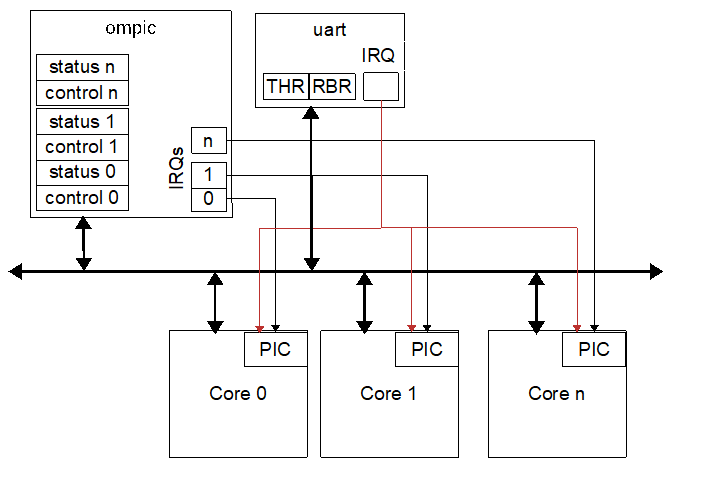 ompic
status n
control n
status 1
control 1
status 0
control 0
IRQs
n
1
0
uart
IRQ
THR RBR
PIC
Core 0
PIC
Core 1
PIC
Core n